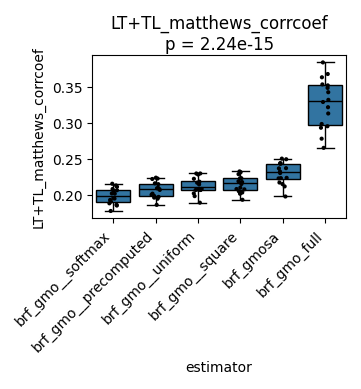 LT+TL_matthews_corrcoef
p = 2.24e-15
LT+TL_matthews_corrcoef
0.35
0.30
0.25
0.20
brf_gmo__softmax
brf_gmo__precomputed
brf_gmo__uniform
brf_gmo__square
brf_gmosa
brf_gmo_full
estimator